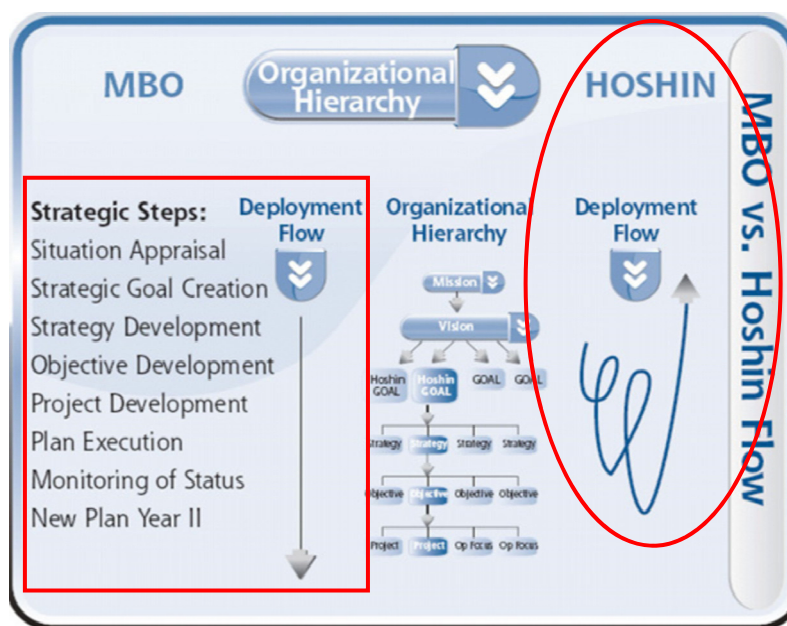 MBO
Organizational
Hierarchy
HOSHIN
MBO vs. Hoshin Flow
Strategic Steps:
Situation Appraisal
Strategic Goal Creation
Strategy Development
Objective Development
Project Development
Plan Execution
Monitoring of Status
New Plan Year II
Deployment
Flow
Organizational
Hierarchy
Mission
Vision
Hoshin GOAL Hoshin GOAL GOAL GOAL
Strategy Strategy Strategy Strategy
Objective Objective Objective Objective
Project Project Op Focus Op Focus
Deployment
Flow